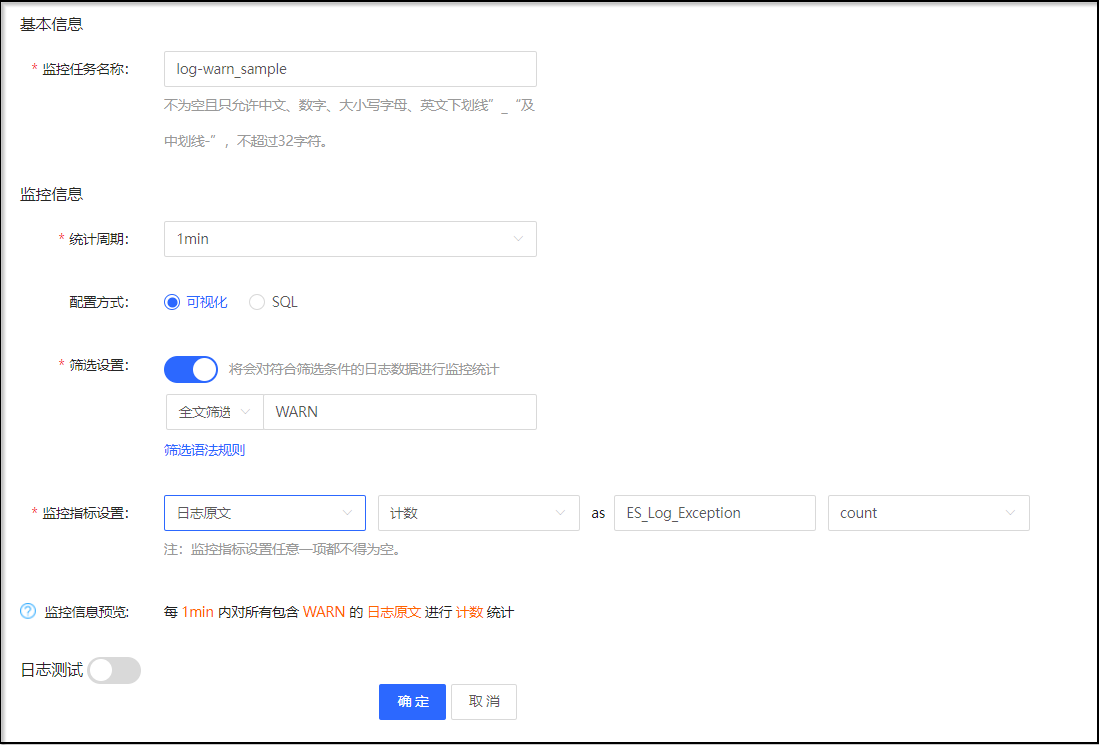 基本信息
* 监控任务名称:
log-warn_sample
不为空且只允许中文、数字、大小写字母、英文下划线”_“及
中划线-”，不超过32字符。
监控信息
* 统计周期:
1min
配置方式:
可视化
SQL
* 筛选设置:
将会对符合筛选条件的日志数据进行监控统计
全文筛选
WARN
筛选语法规则
* 监控指标设置:
日志原文
计数
as
ES_Log_Exception
count
注：监控指标设置任意一项都不得为空。
? 监控信息预览:
每 1min 内对所有包含 WARN 的 日志原文 进行 计数 统计
日志测试
确 定
取 消